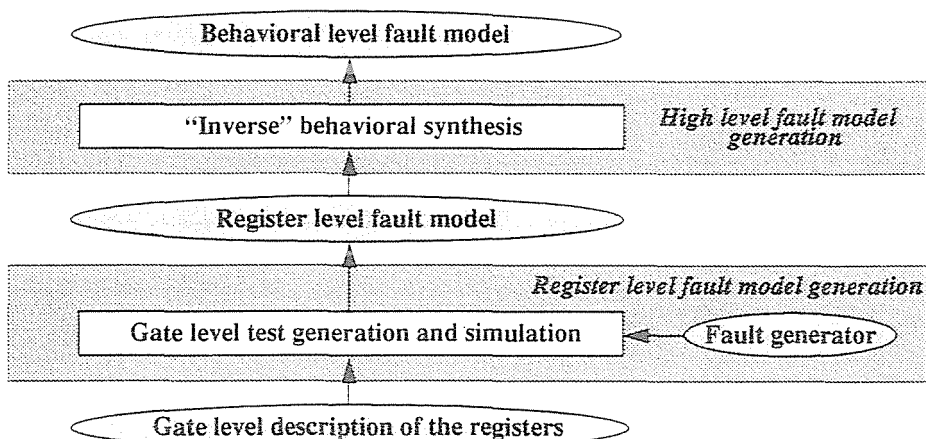 Behavioral level fault model
"Inverse" behavioral synthesis
High level fault model
generation
Register level fault model
Register level fault model generation
Gate level test generation and simulation
Fault generator
Gate level description of the registers